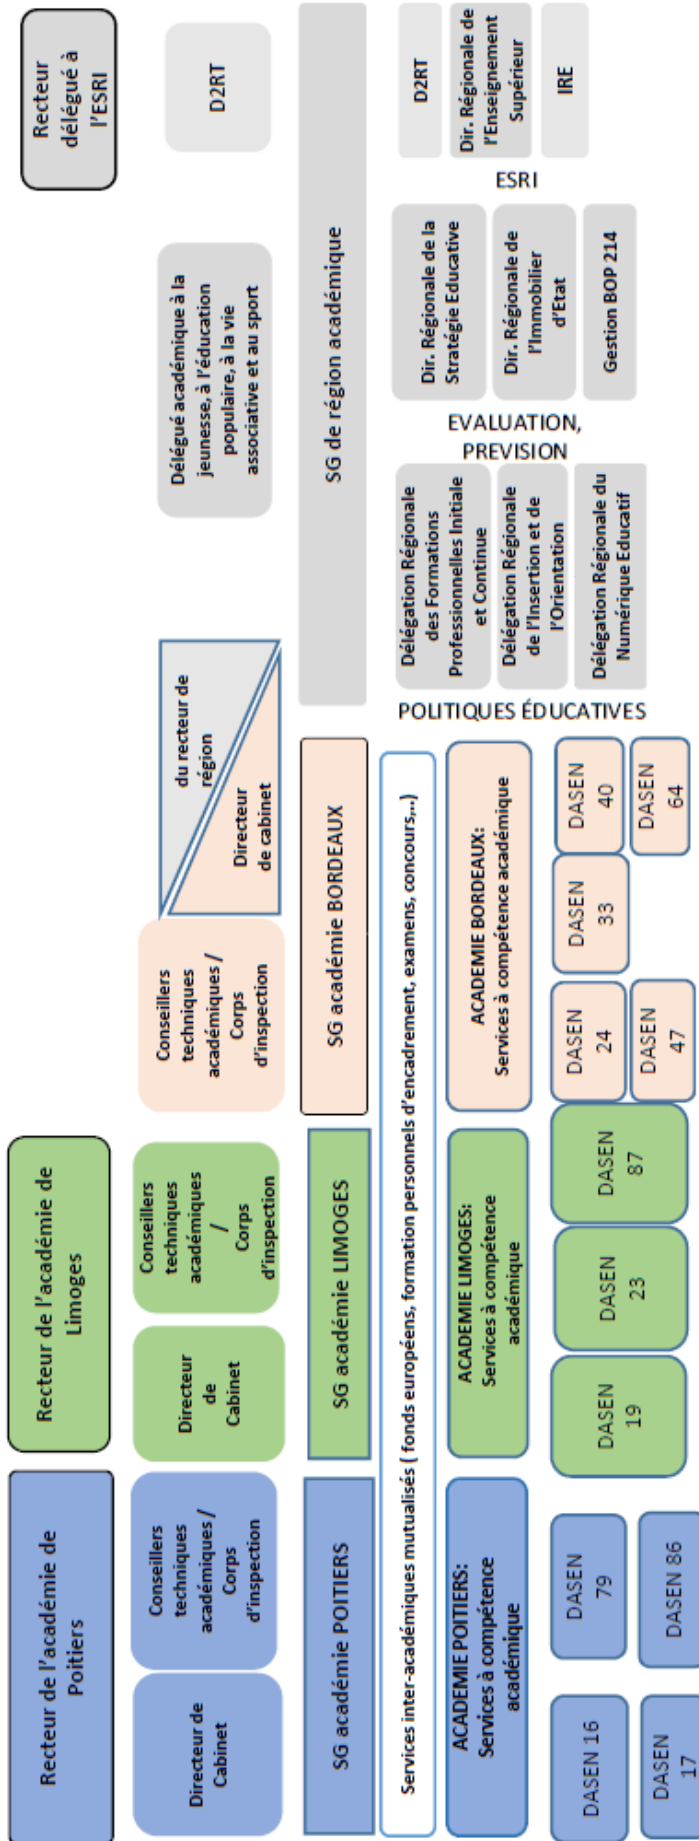 Recteur de l'académie de
Poitiers
Recteur de l'académie de
Limoges
Recteur
délégué à
l'ESRI
Directeur de
Cabinet
Conseillers
techniques
académiques /
Corps
d'inspection
Directeur
de
Cabinet
Conseillers
techniques
académiques
/
Corps
d'inspection
Conseillers
techniques
académiques/
Corps
d'inspection
du recteur de
région
Directeur
de cabinet
Délégué académique à la
jeunesse, à l'éducation
populaire, à la vie
associative et au sport
D2RT
SG académie POITIERS
SG académie LIMOGES
SG académie BORDEAUX
SG de région académique
Services inter-académiques mutualisés ( fonds européens, formation personnels d'encadrement, examens, concours,..)
ACADEMIE POITIERS:
Services à compétence
académique
ACADEMIE LIMOGES:
Services à compétence
académique
ACADEMIE BORDEAUX:
Services à compétence académique
DASEN 16
DASEN
17
DASEN
79
DASEN 86
DASEN
19
DASEN
23
DASEN
87
DASEN
24
DASEN
47
DASEN
33
DASEN
40
DASEN
64
POLITIQUES ÉDUCATIVES
Délégation Régionale
des Formations
Professionnelles Initiale
et Continue
Délégation Régionale
de l'Insertion et de
l'Orientation
Délégation Régionale du
Numérique Educatif
EVALUATION,
PREVISION
Dir. Régionale de la
Stratégie Educative
Dir. Régionale de
l'Immobilier
d'Etat
Gestion BOP 214
ESRI
D2RT
Dir. Régionale de
l'Enseignement
Supérieur
IRE